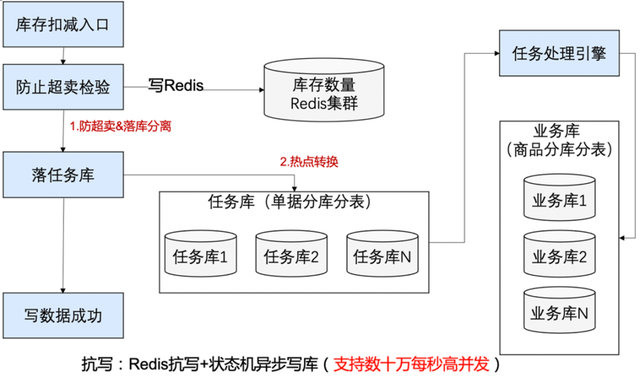 库存扣减入口
防止超卖检验
写Redis
库存数量
Redis集群
任务处理引擎
1.防超卖&落库分离
2.热点转换
落任务库
任务库（单据分库分表）
任务库1
任务库2
任务库N
业务库
（商品分库分表）
业务库1
业务库2
业务库N
写数据成功
抗写：Redis抗写+状态机异步写库（支持数十万每秒高并发）